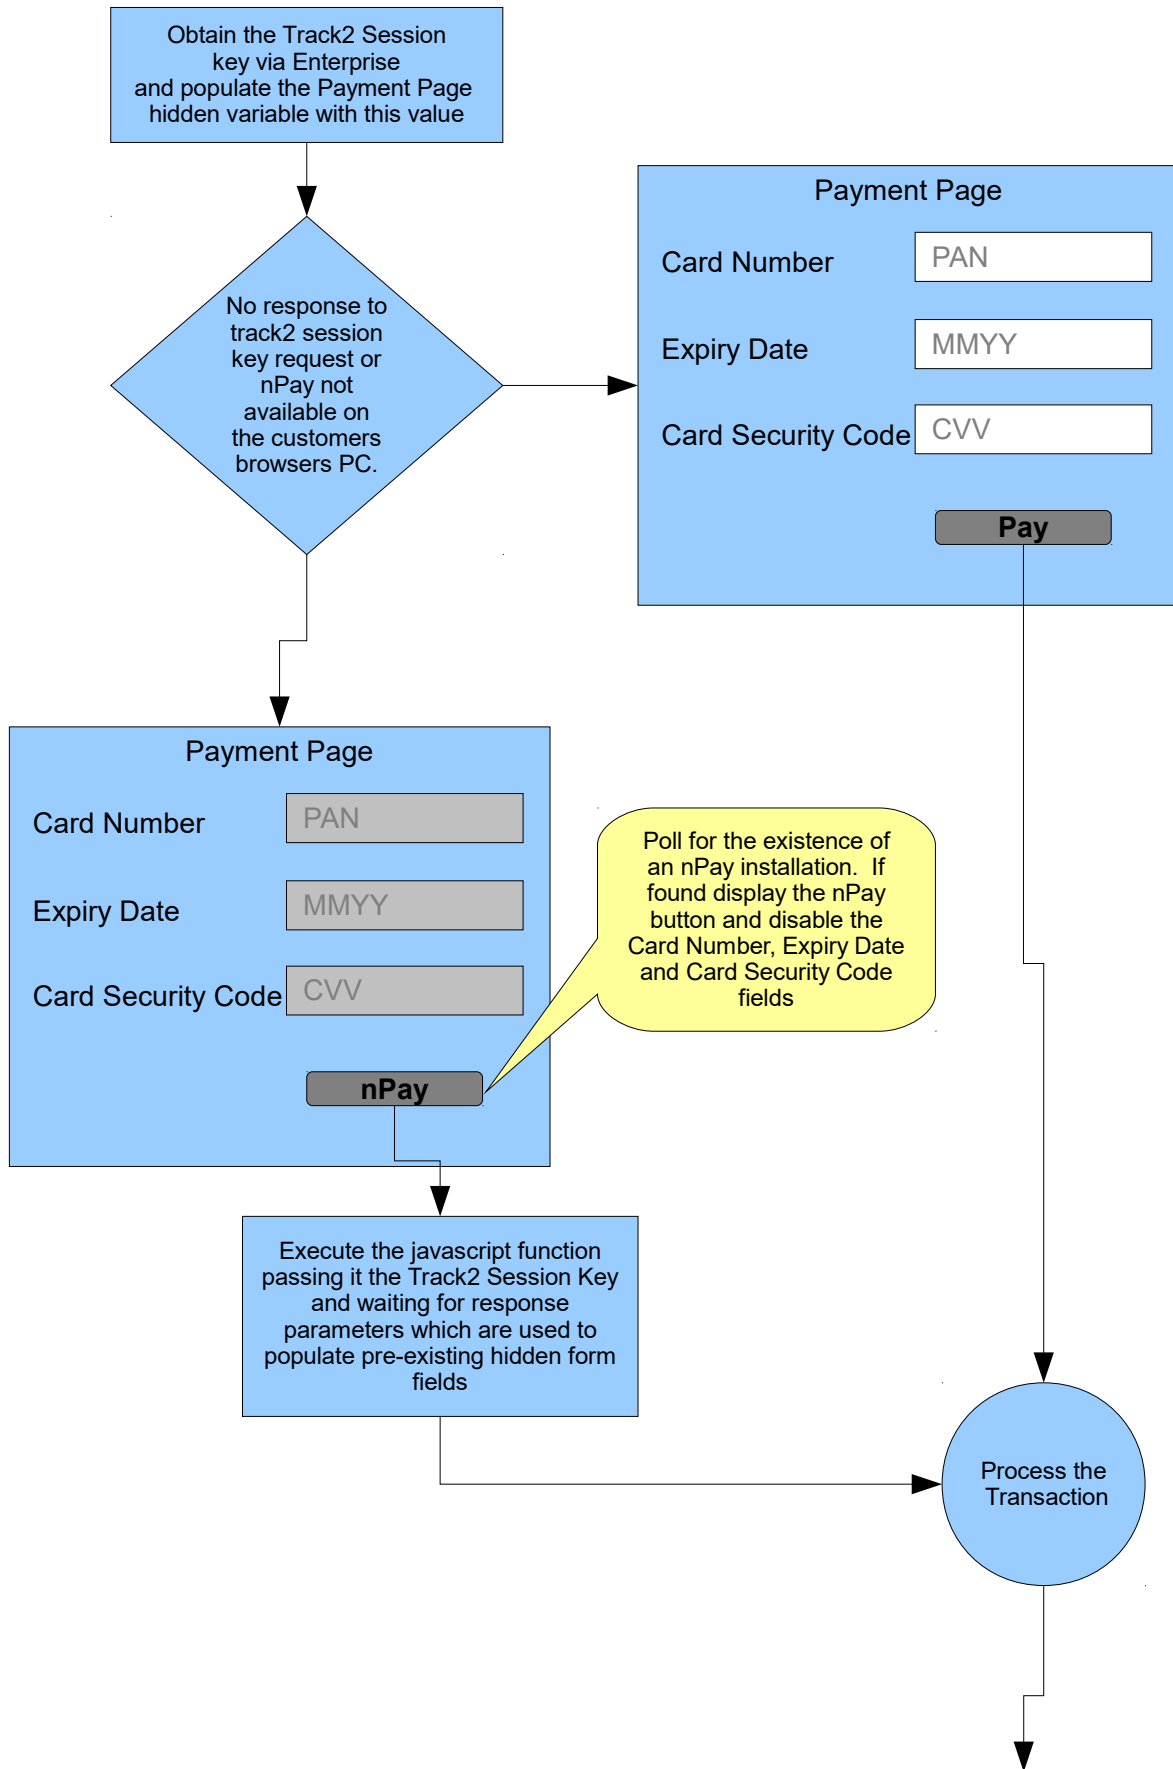 Obtain the Track2 Session
key via Enterprise
and populate the Payment Page
hidden variable with this value
No response to
track2 session
key request or
nPay not
available on
the customers
browsers PC.
Payment Page
Card Number
PAN
Expiry Date
MMYY
Card Security Code
CVV
Pay
Payment Page
Card Number
PAN
Expiry Date
MMYY
Card Security Code
CVV
nPay
Poll for the existence of
an nPay installation.  If
found display the nPay
button and disable the
Card Number, Expiry Date
and Card Security Code
fields
Execute the javascript function
passing it the Track2 Session Key
and waiting for response
parameters which are used to
populate pre-existing hidden form
fields
Process the
Transaction